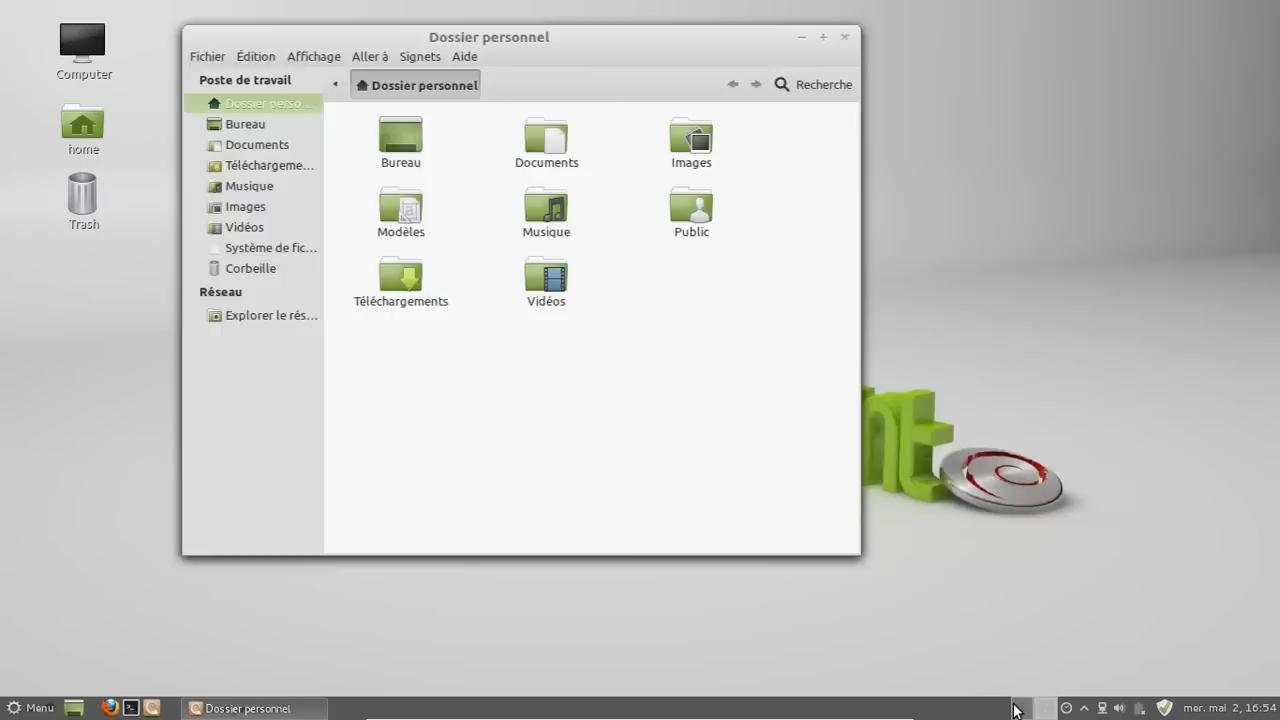 Computer
home
Trash
Dossier personnel
Fichier Édition Affichage Aller à Signets Aide
Poste de travail
Dossier perso...
Bureau
Documents
Téléchargeme...
Musique
Images
Vidéos
Système de fic...
Corbeille
Réseau
Explorer le rés...
Dossier personnel
Recherche
Bureau
Documents
Images
Modèles
Musique
Public
Téléchargements
Vidéos
nt
Menu
Dossier personnel
mer. mai 2, 16:54